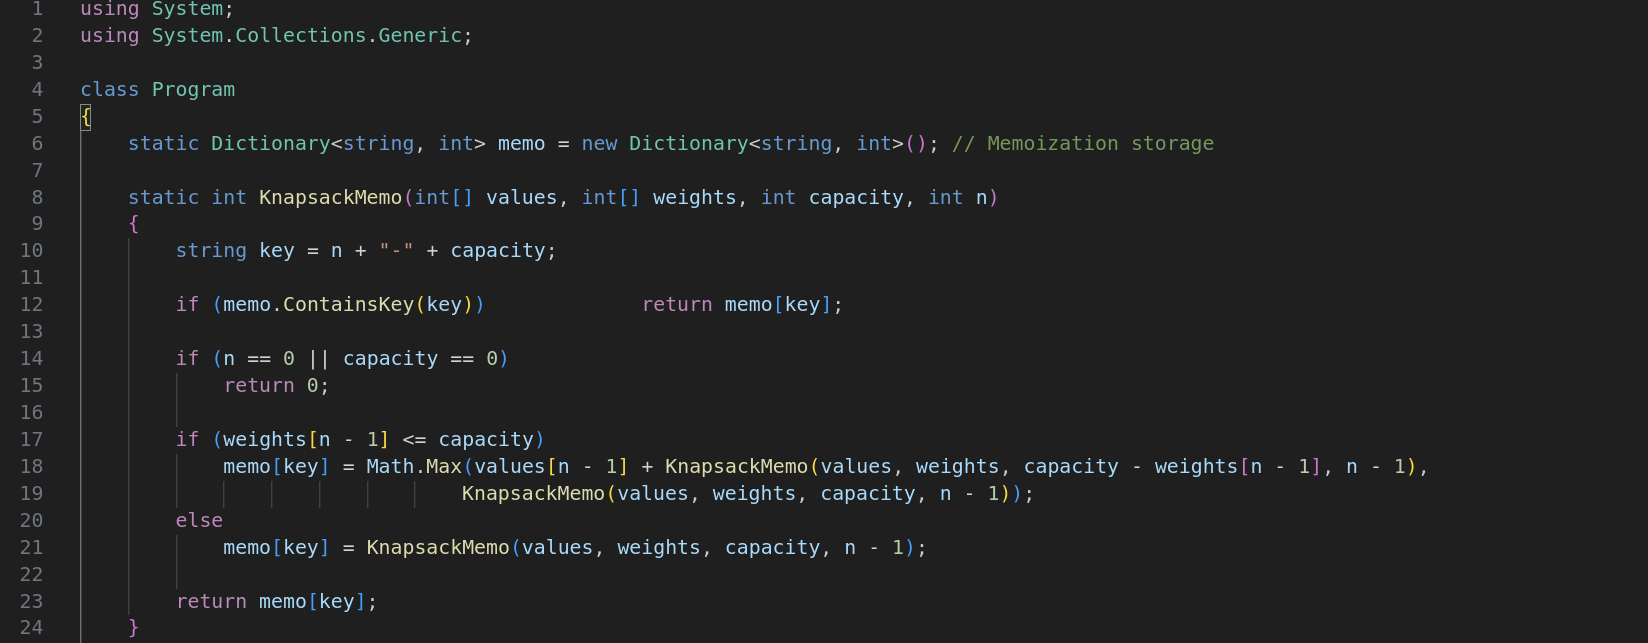 1 using System;
2 using System.Collections.Generic;
3
4 class Program
5 {
6     static Dictionary<string, int> memo = new Dictionary<string, int>(); // Memoization storage
7
8     static int KnapsackMemo(int[] values, int[] weights, int capacity, int n)
9     {
10         string key = n + "-" + capacity;
11
12         if (memo.ContainsKey(key))             return memo[key];
13
14         if (n == 0 || capacity == 0)
15             return 0;
16
17         if (weights[n - 1] <= capacity)
18             memo[key] = Math.Max(values[n - 1] + KnapsackMemo(values, weights, capacity - weights[n - 1], n - 1),
19                                 KnapsackMemo(values, weights, capacity, n - 1));
20         else
21             memo[key] = KnapsackMemo(values, weights, capacity, n - 1);
22
23         return memo[key];
24     }